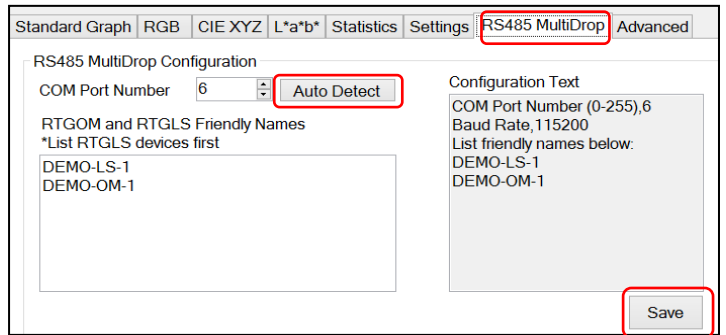 Standard Graph RGB CIE XYZ L*a*b* Statistics Settings RS485 MultiDrop Advanced
RS485 MultiDrop Configuration
COM Port Number 6 Auto Detect
RTGOM and RTGLS Friendly Names
*List RTGLS devices first
DEMO-LS-1
DEMO-OM-1
Configuration Text
COM Port Number (0-255),6
Baud Rate,115200
List friendly names below:
DEMO-LS-1
DEMO-OM-1
Save